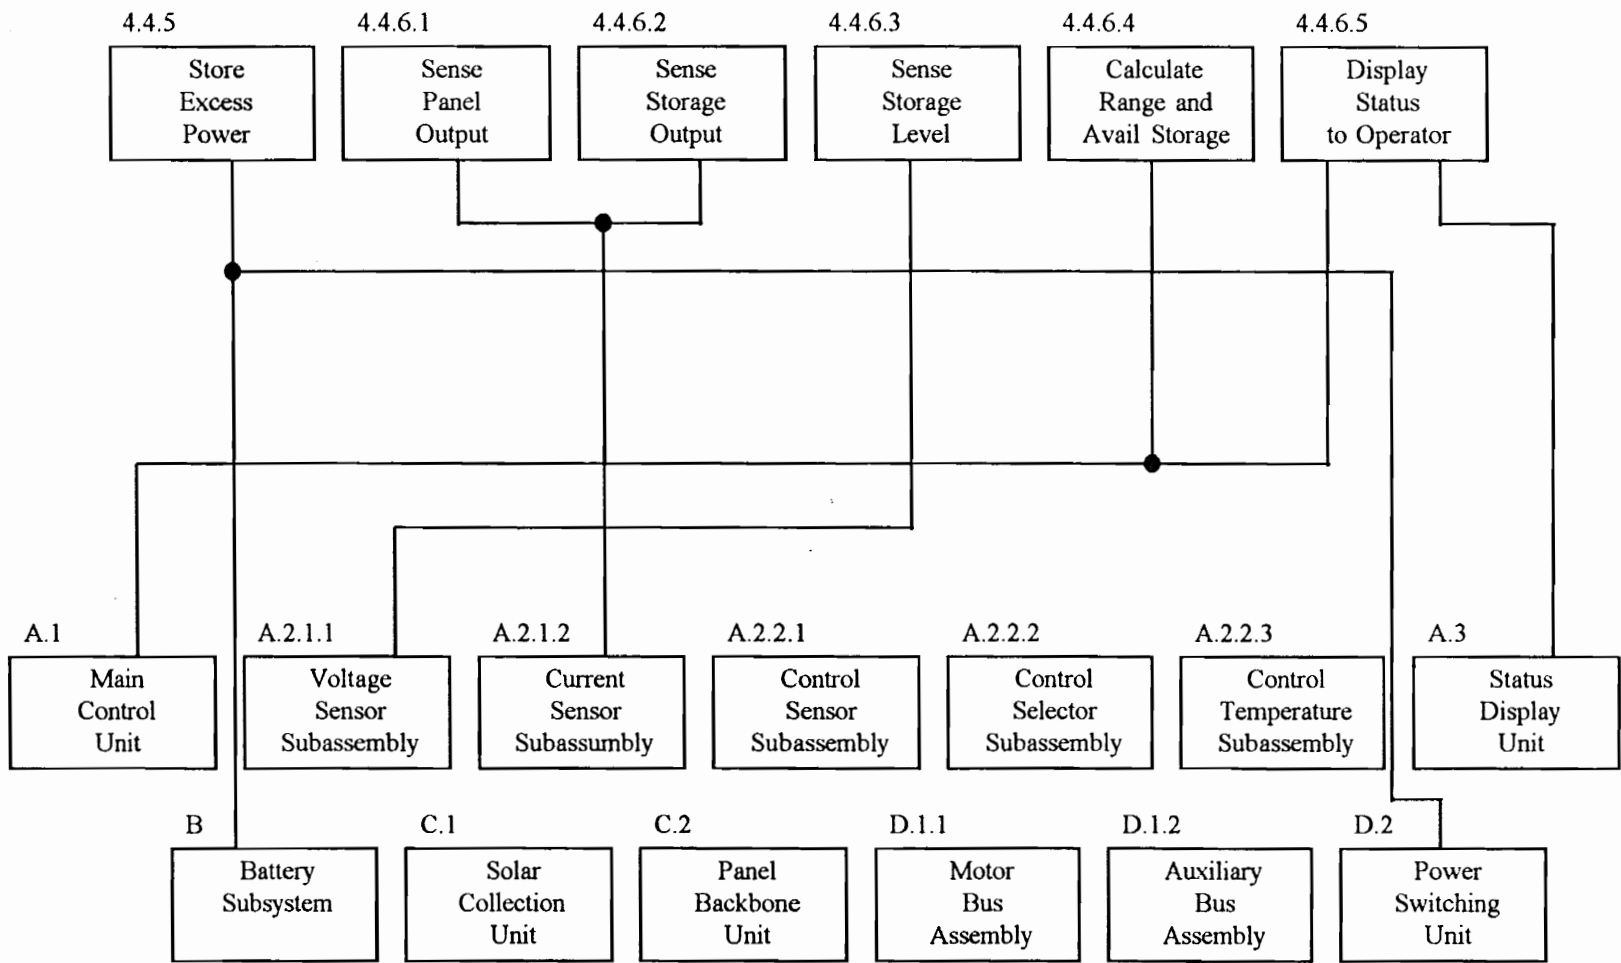 4.4.5
4.4.6.1
4.4.6.2
4.4.6.3
4.4.6.4
4.4.6.5
Store
Excess
Power
Sense
Panel
Output
Sense
Storage
Output
Sense
Storage
Level
Calculate
Range and
Avail Storage
Display
Status
to Operator
A.1
A.2.1.1
A.2.1.2
A.2.2.1
A.2.2.2
A.2.2.3
A.3
Main
Control
Unit
Voltage
Sensor
Subassembly
Current
Sensor
Subassumbly
Control
Sensor
Subassembly
Control
Selector
Subassembly
Control
Temperature
Subassembly
Status
Display
Unit
B
C.1
C.2
D.1.1
D.1.2
D.2
Battery
Subsystem
Solar
Collection
Unit
Panel
Backbone
Unit
Motor
Bus
Assembly
Auxiliary
Bus
Assembly
Power
Switching
Unit